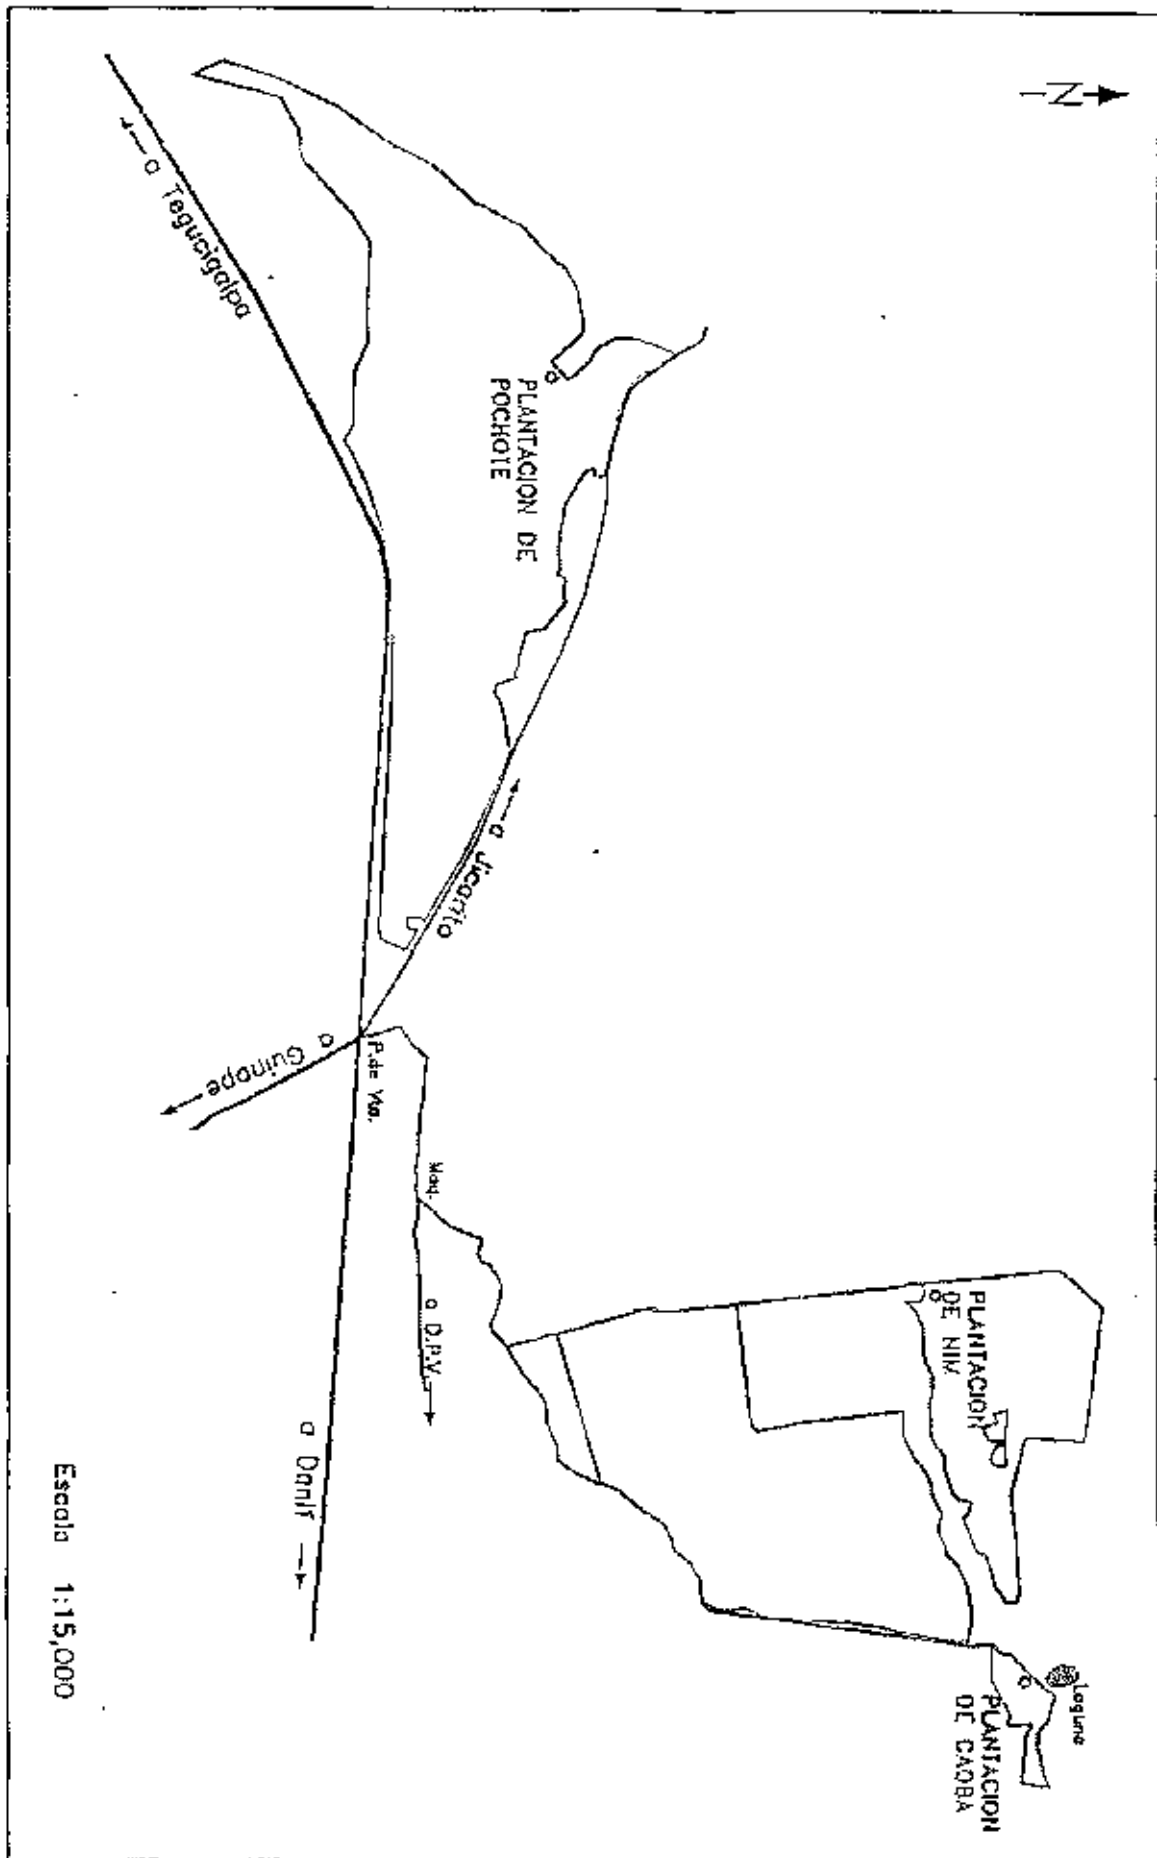 N
a Tegucigalpa
PLANTACION DE
POCHOTE
a Jicarito
a Guinope
P. de Vta.
Maq.
a D.P.V.
a Danlí
PLANTACION
DE NIM
Laguna
PLANTACION
DE CAOBA
Escala 1:15,000